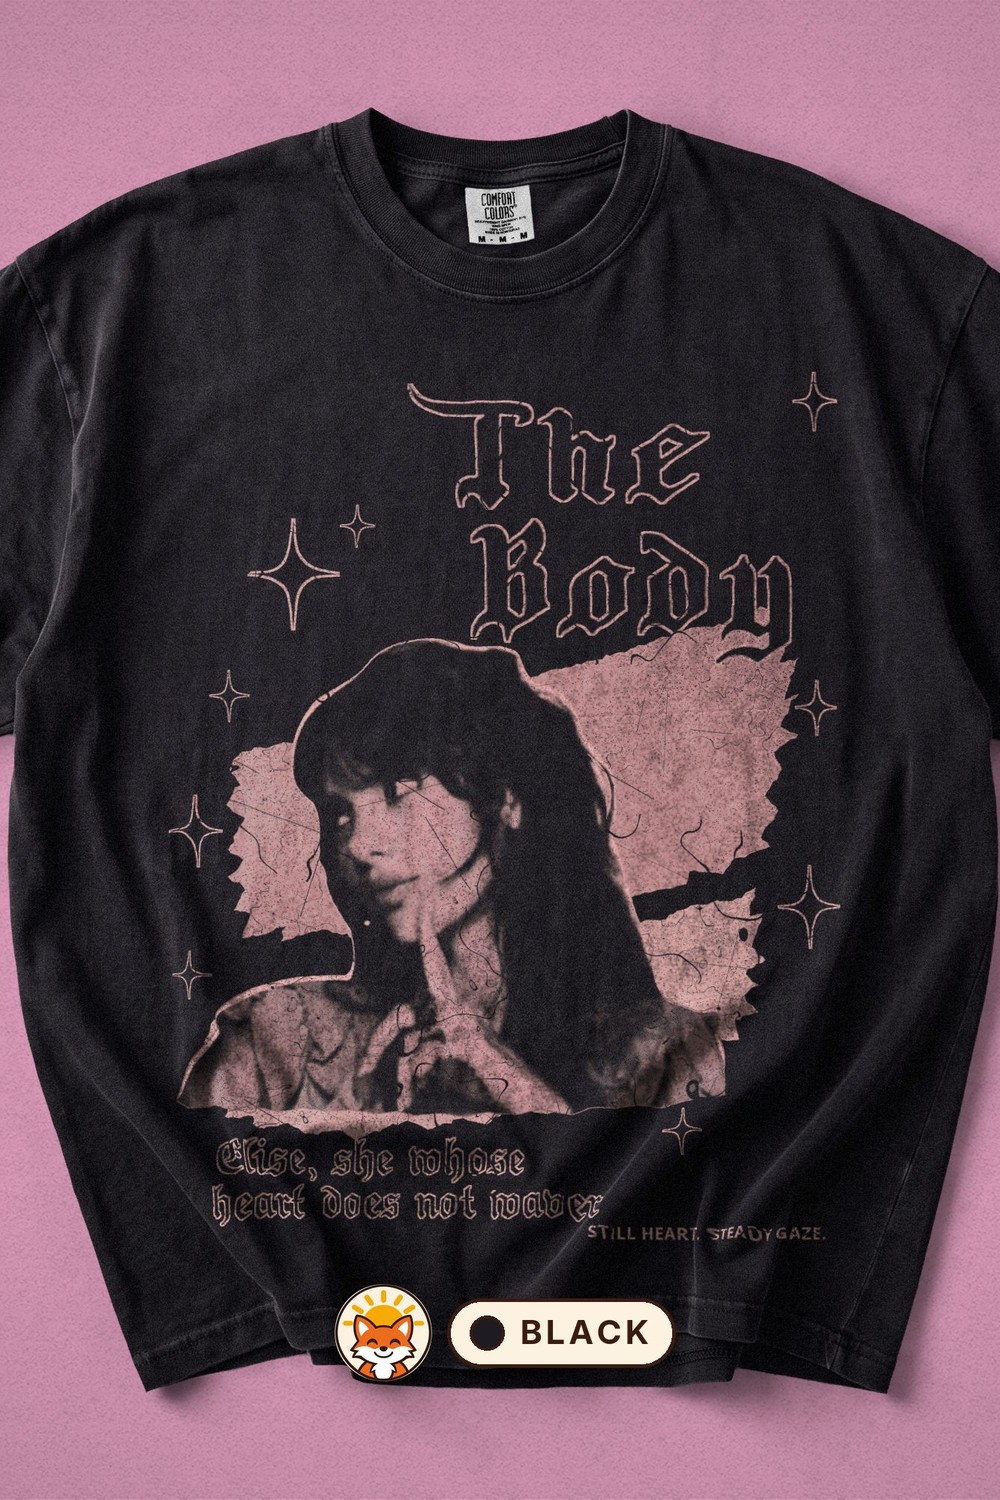 COMFORT
COLORS
M - M - M
The
Body
Elise, she whose
heart does not waver
STILL HEART. STEADY GAZE.
BLACK